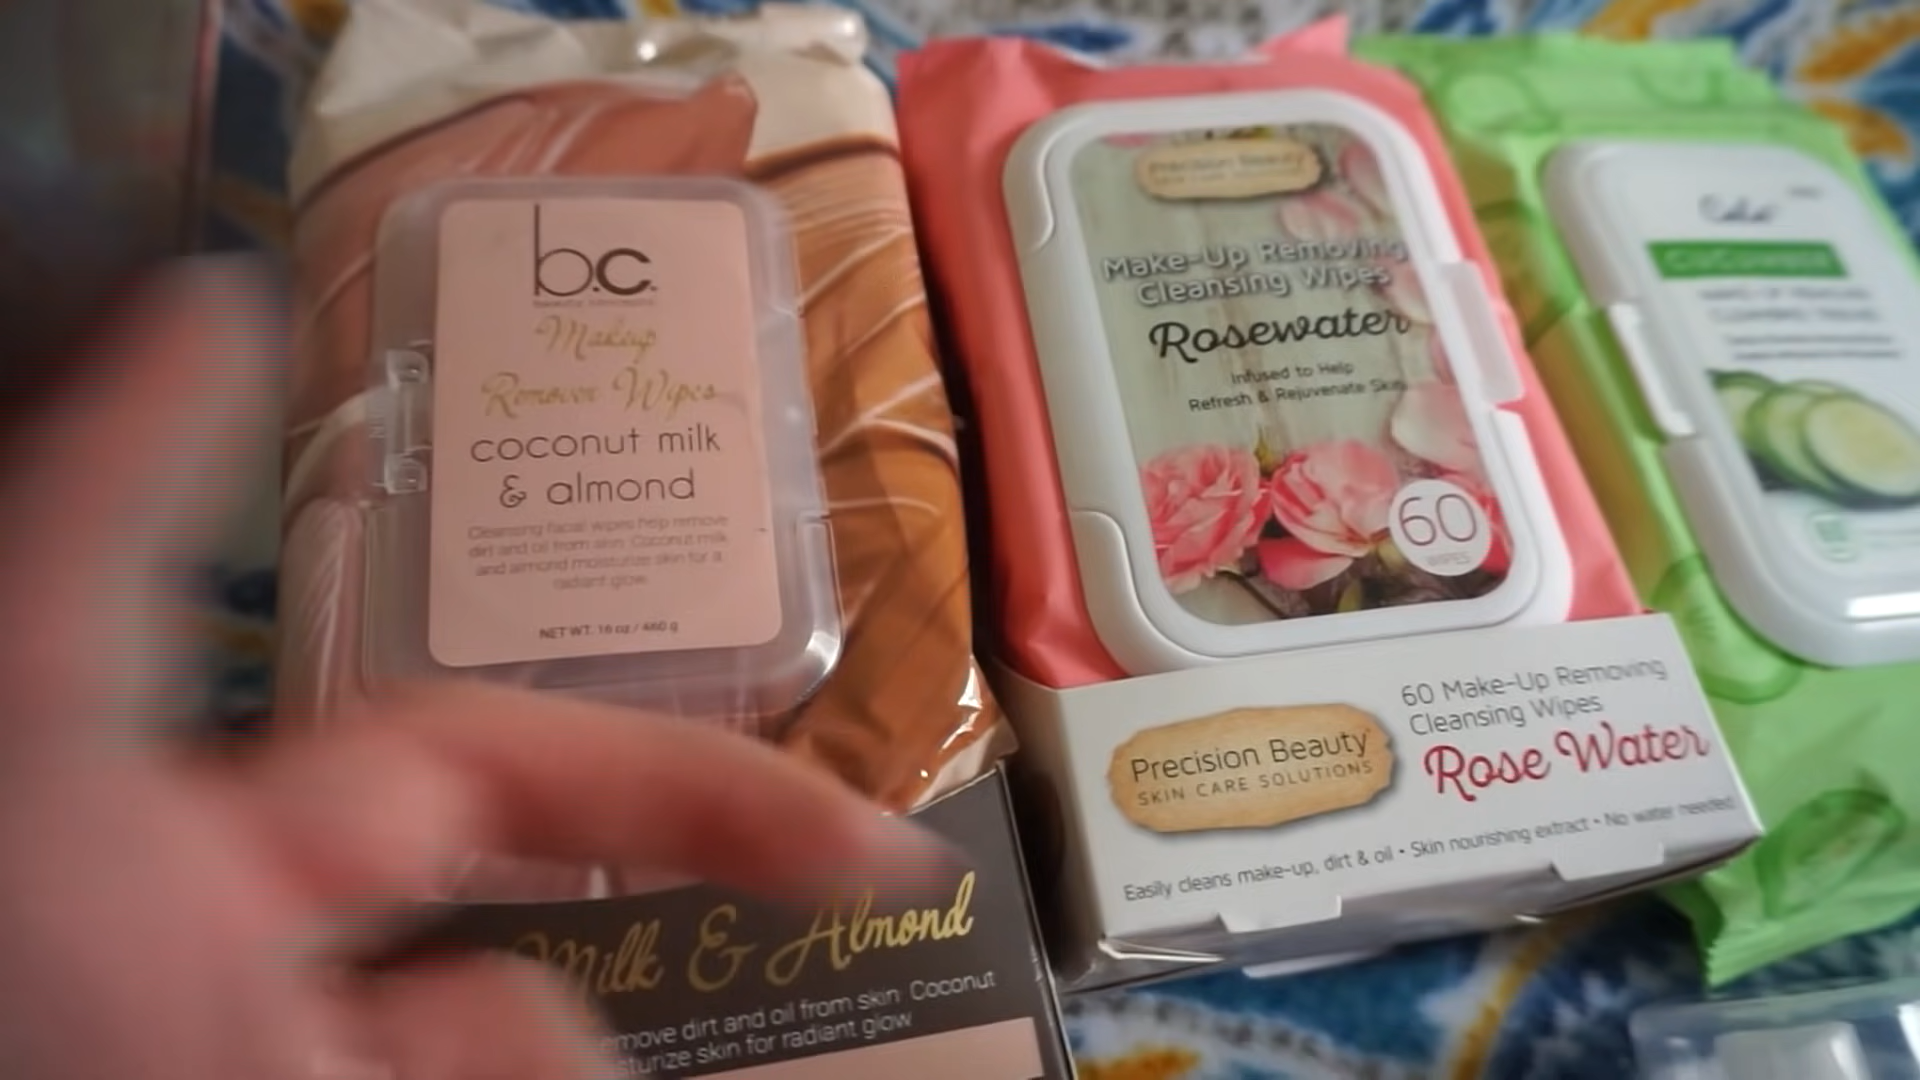 b.c.
Makeup
Remover Wipes
coconut milk
& almond
Cleansing facial wipes help remove
dirt and oil from skin. Coconut milk
and almond moisturize skin for a
radiant glow.
NET WT. 16 oz / 460 g
Milk & Almond
remove dirt and oil from skin. Coconut
sturize skin for radiant glow
Precision Beauty
Make-Up Removing
Cleansing Wipes
Rosewater
Infused to Help
Refresh & Rejuvenate Skin
60
WIPES
Precision Beauty
SKIN CARE SOLUTIONS
60 Make-Up Removing
Cleansing Wipes
Rose Water
Easily cleans make-up, dirt & oil • Skin nourishing extract • No water needed
Cala
CUCUMBER